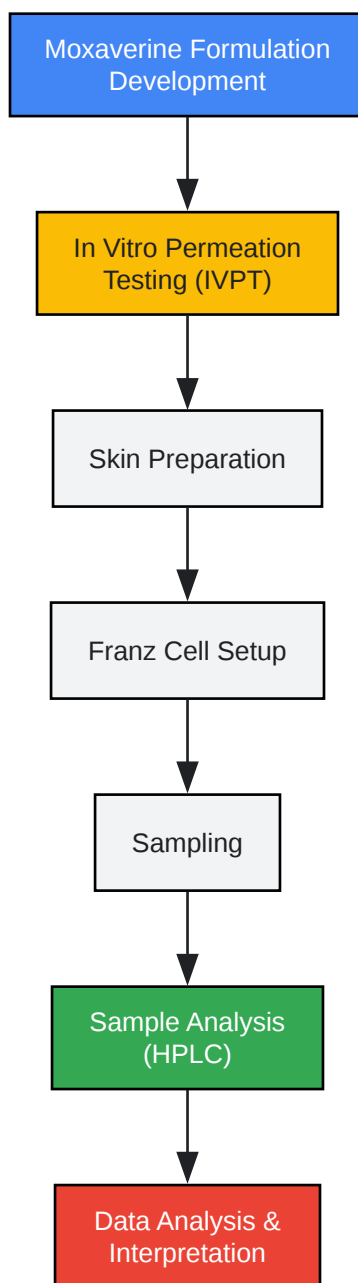 Moxaverine Formulation
Development
In Vitro Permeation
Testing (IVPT)
Skin Preparation
Franz Cell Setup
Sampling
Sample Analysis
(HPLC)
Data Analysis &
Interpretation